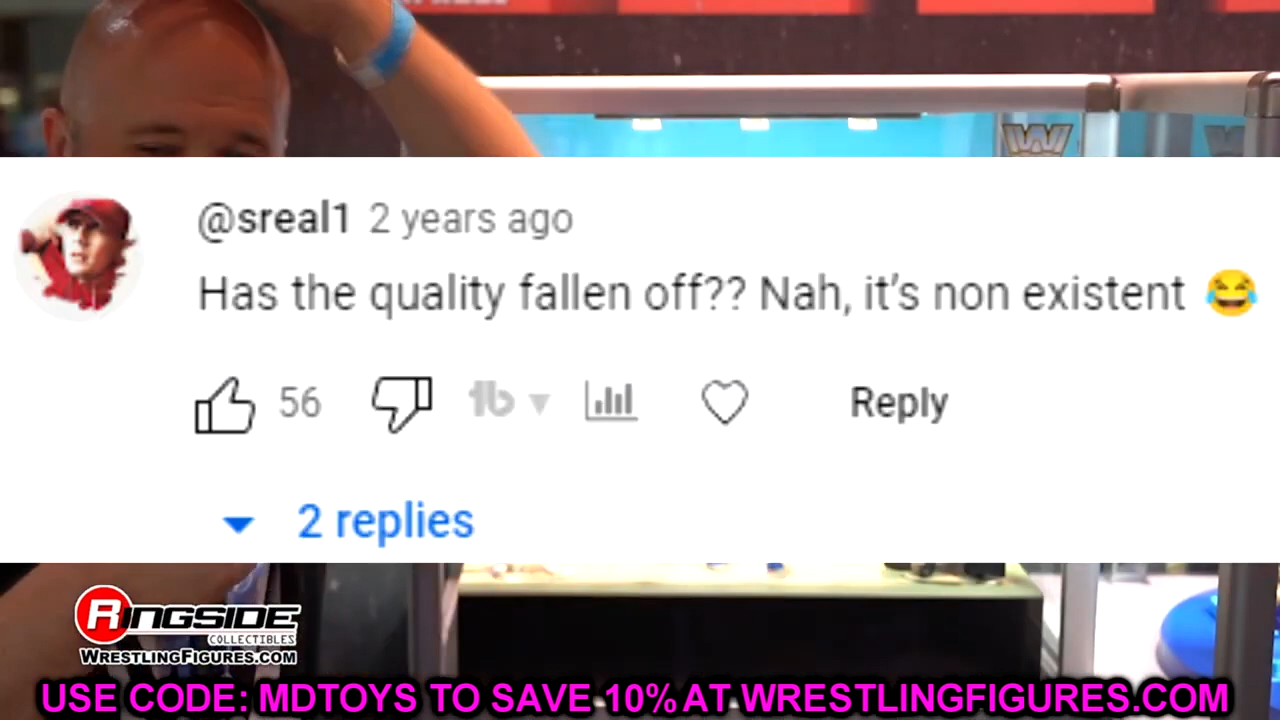 @sreal1 2 years ago
Has the quality fallen off?? Nah, it's non existent 😂
56
Reply
2 replies
RINGSIDE
COLLECTIBLES
WRESTLINGFIGURES.COM
USE CODE: MDTOYS TO SAVE 10% AT WRESTLINGFIGURES.COM